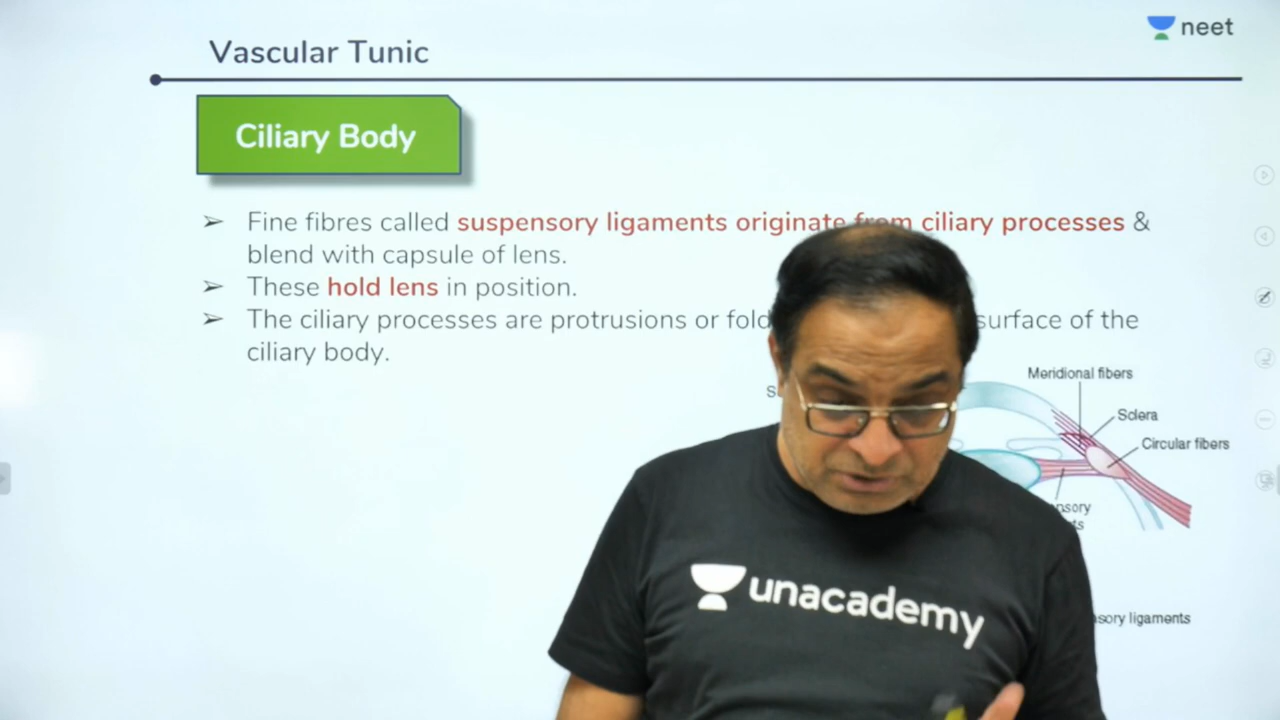 neet
Vascular Tunic
Ciliary Body
➢ Fine fibres called suspensory ligaments originate from ciliary processes &
blend with capsule of lens.
➢ These hold lens in position.
➢ The ciliary processes are protrusions or fold surface of the
ciliary body.
Meridional fibers
Sclera
Circular fibers
unacademy
ligaments